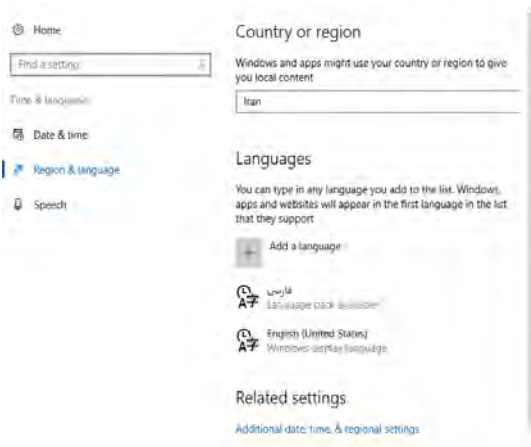 Home
Find a setting
Time & language
Date & time
Region & language
Speech
Country or region
Windows and apps might use your country or region to give
you local content
Iran
Languages
You can type in any language you add to the list. Windows,
apps and websites will appear in the first language in the list
that they support
Add a language
فارسی
Language pack available
English (United States)
Windows display language
Related settings
Additional date, time, & regional settings